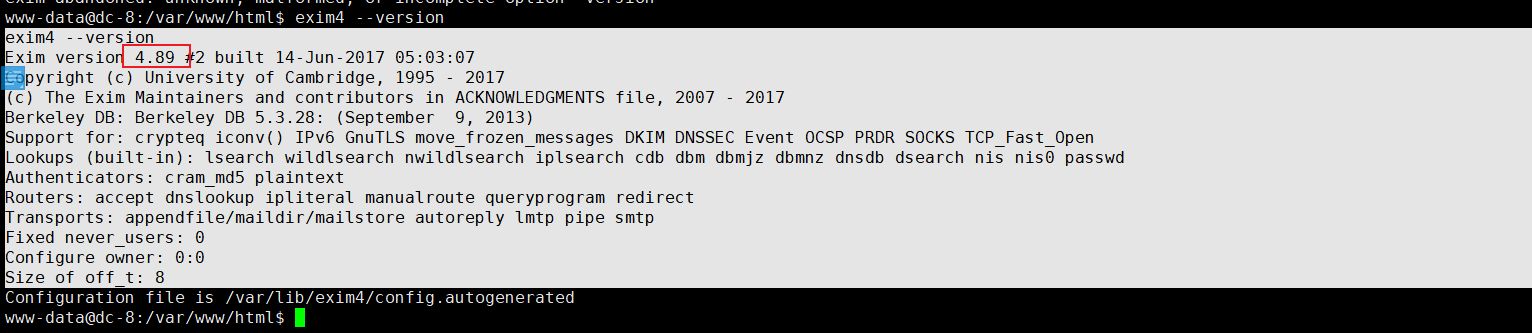 exim abandoned: unknown, malformed, or incomplete option --version
www-data@dc-8:/var/www/html$ exim4 --version
exim4 --version
Exim version 4.89 #2 built 14-Jun-2017 05:03:07
Copyright (c) University of Cambridge, 1995 - 2017
(c) The Exim Maintainers and contributors in ACKNOWLEDGMENTS file, 2007 - 2017
Berkeley DB: Berkeley DB 5.3.28: (September  9, 2013)
Support for: crypteq iconv() IPv6 GnuTLS move_frozen_messages DKIM DNSSEC Event OCSP PRDR SOCKS TCP_Fast_Open
Lookups (built-in): lsearch wildlsearch nwildlsearch iplsearch cdb dbm dbmjz dbmnz dnsdb dsearch nis nis0 passwd
Authenticators: cram_md5 plaintext
Routers: accept dnslookup ipliteral manualroute queryprogram redirect
Transports: appendfile/maildir/mailstore autoreply lmtp pipe smtp
Fixed never_users: 0
Configure owner: 0:0
Size of off_t: 8
Configuration file is /var/lib/exim4/config.autogenerated
www-data@dc-8:/var/www/html$